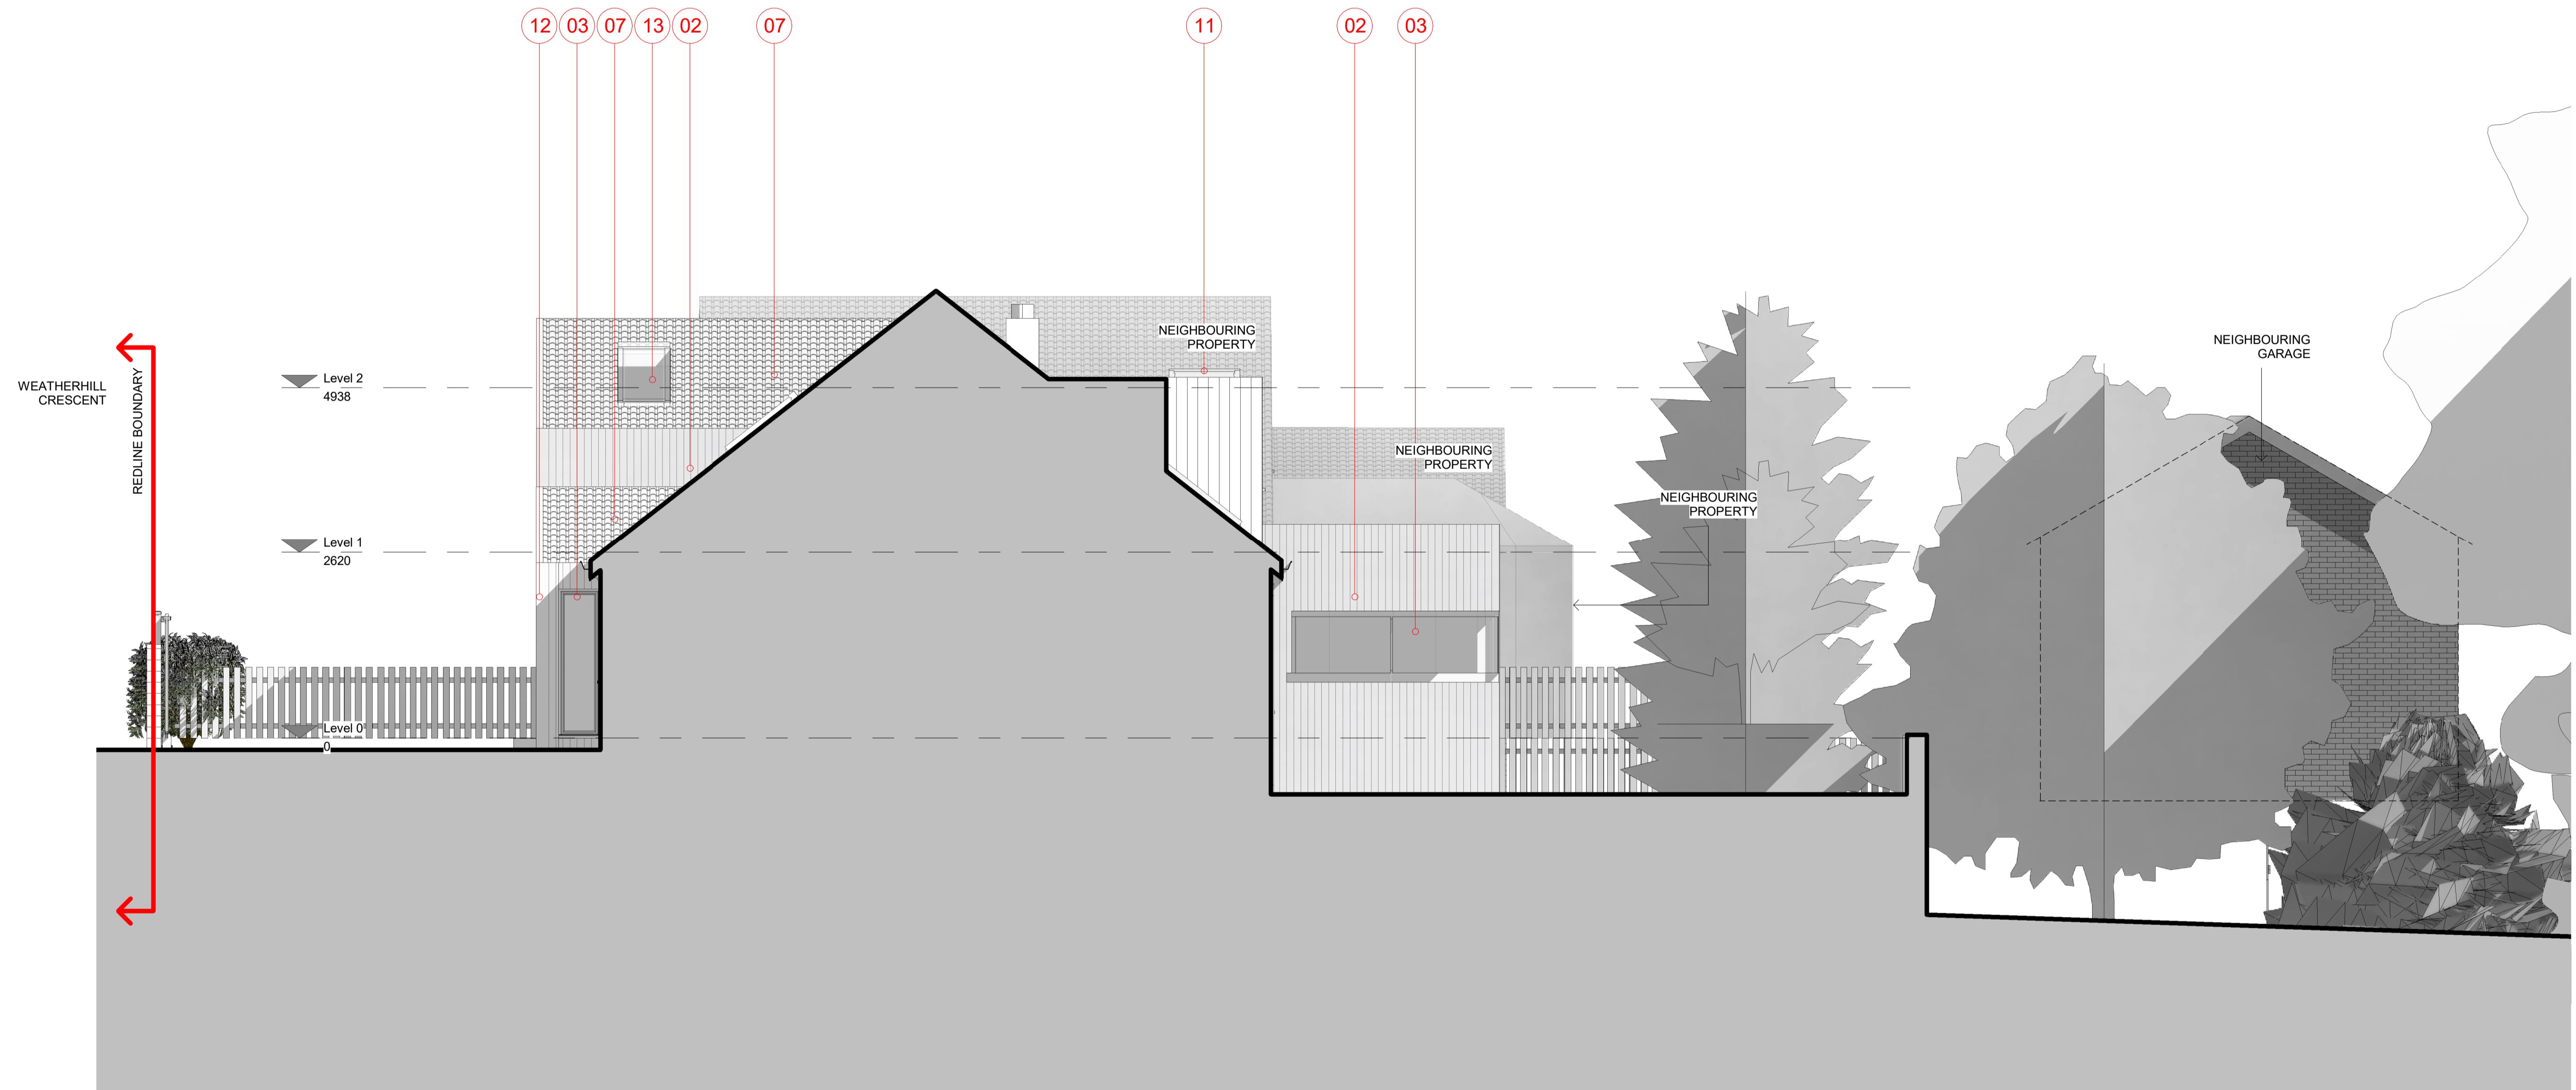 12 03 07 13 02 07 11 02 03
NEIGHBOURING
PROPERTY
NEIGHBOURING
GARAGE
WEATHERHILL
CRESCENT
REDLINE BOUNDARY
Level 2
4938
NEIGHBOURING
PROPERTY
NEIGHBOURING
PROPERTY
Level 1
2620
Level 0
0